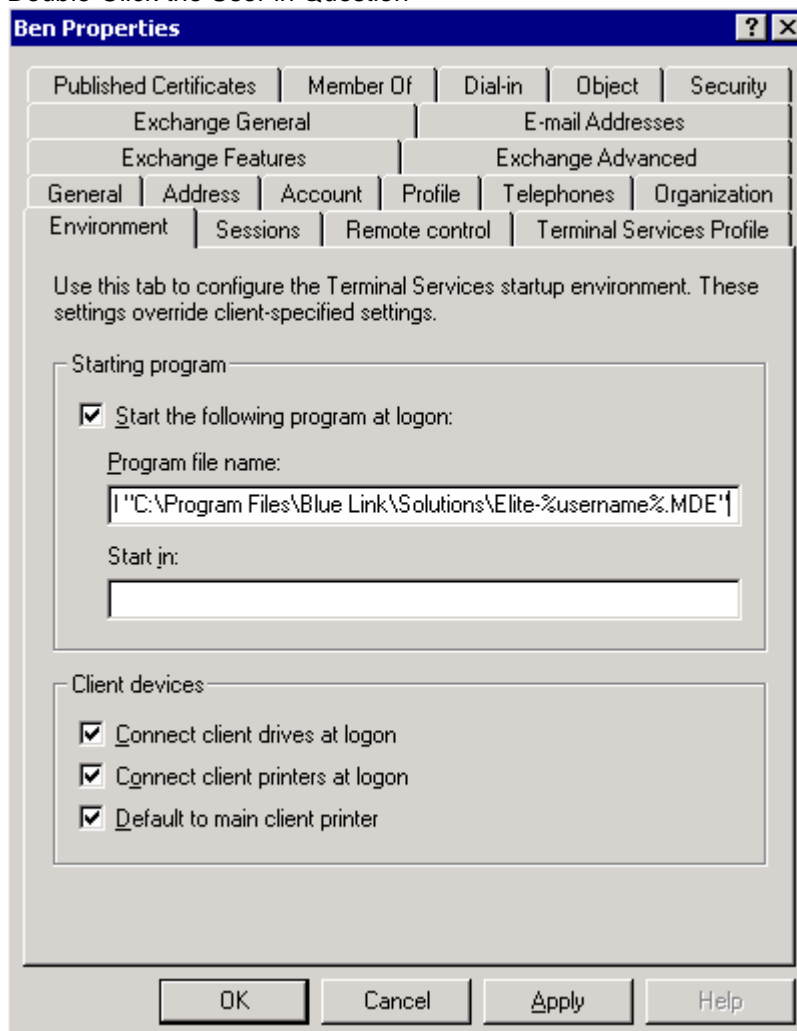 Double-Click the User in Question
Ben Properties
Published Certificates Member Of Dial-in Object Security
Exchange General E-mail Addresses
Exchange Features Exchange Advanced
General Address Account Profile Telephones Organization
Environment Sessions Remote control Terminal Services Profile
Use this tab to configure the Terminal Services startup environment. These
settings override client-specified settings.
Starting program
Start the following program at logon:
Program file name:
"C:\Program Files\Blue Link\Solutions\Elite-%username%.MDE"
Start in:
Client devices
Connect client drives at logon
Connect client printers at logon
Default to main client printer
OK Cancel Apply Help